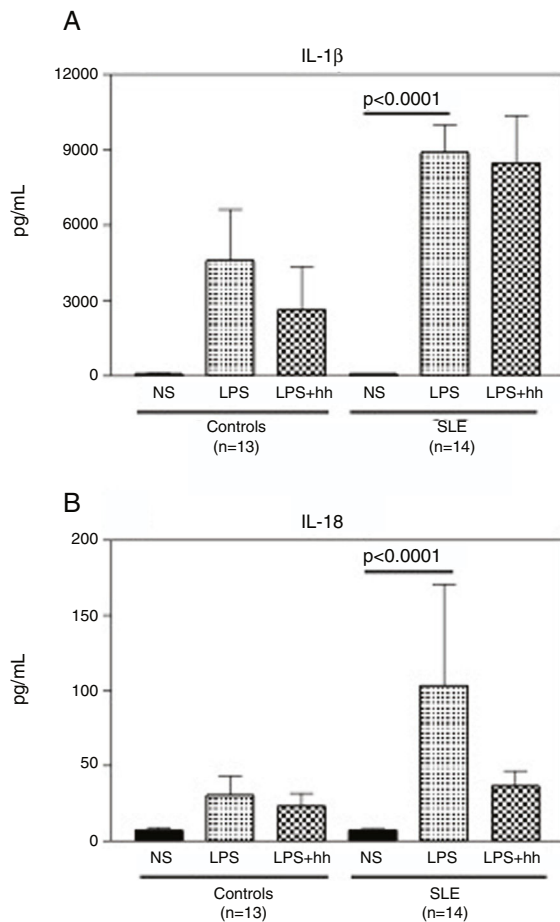 A
IL-1β
12000
p<0.0001
9000
pg/mL
6000
3000
0
NS LPS LPS+hh NS LPS LPS+hh
Controls SLE
(n=13) (n=14)
B
IL-18
200
p<0.0001
150
pg/mL
100
50
0
NS LPS LPS+hh NS LPS LPS+hh
Controls SLE
(n=13) (n=14)